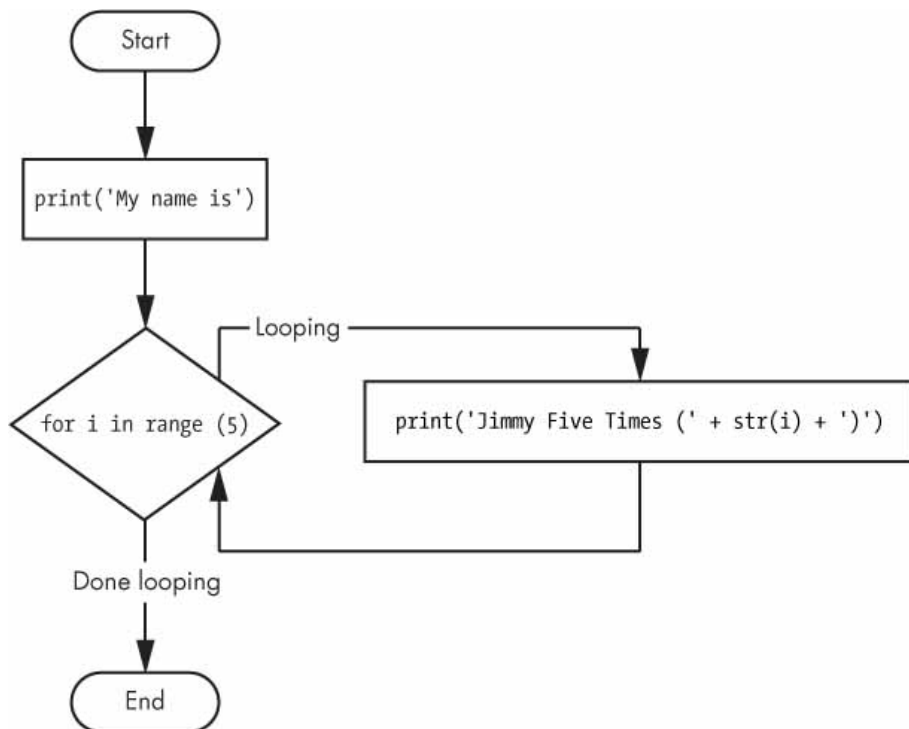 Start
print('My name is')
Looping
for i in range (5)
print('Jimmy Five Times (' + str(i) + ')')
Done looping
End